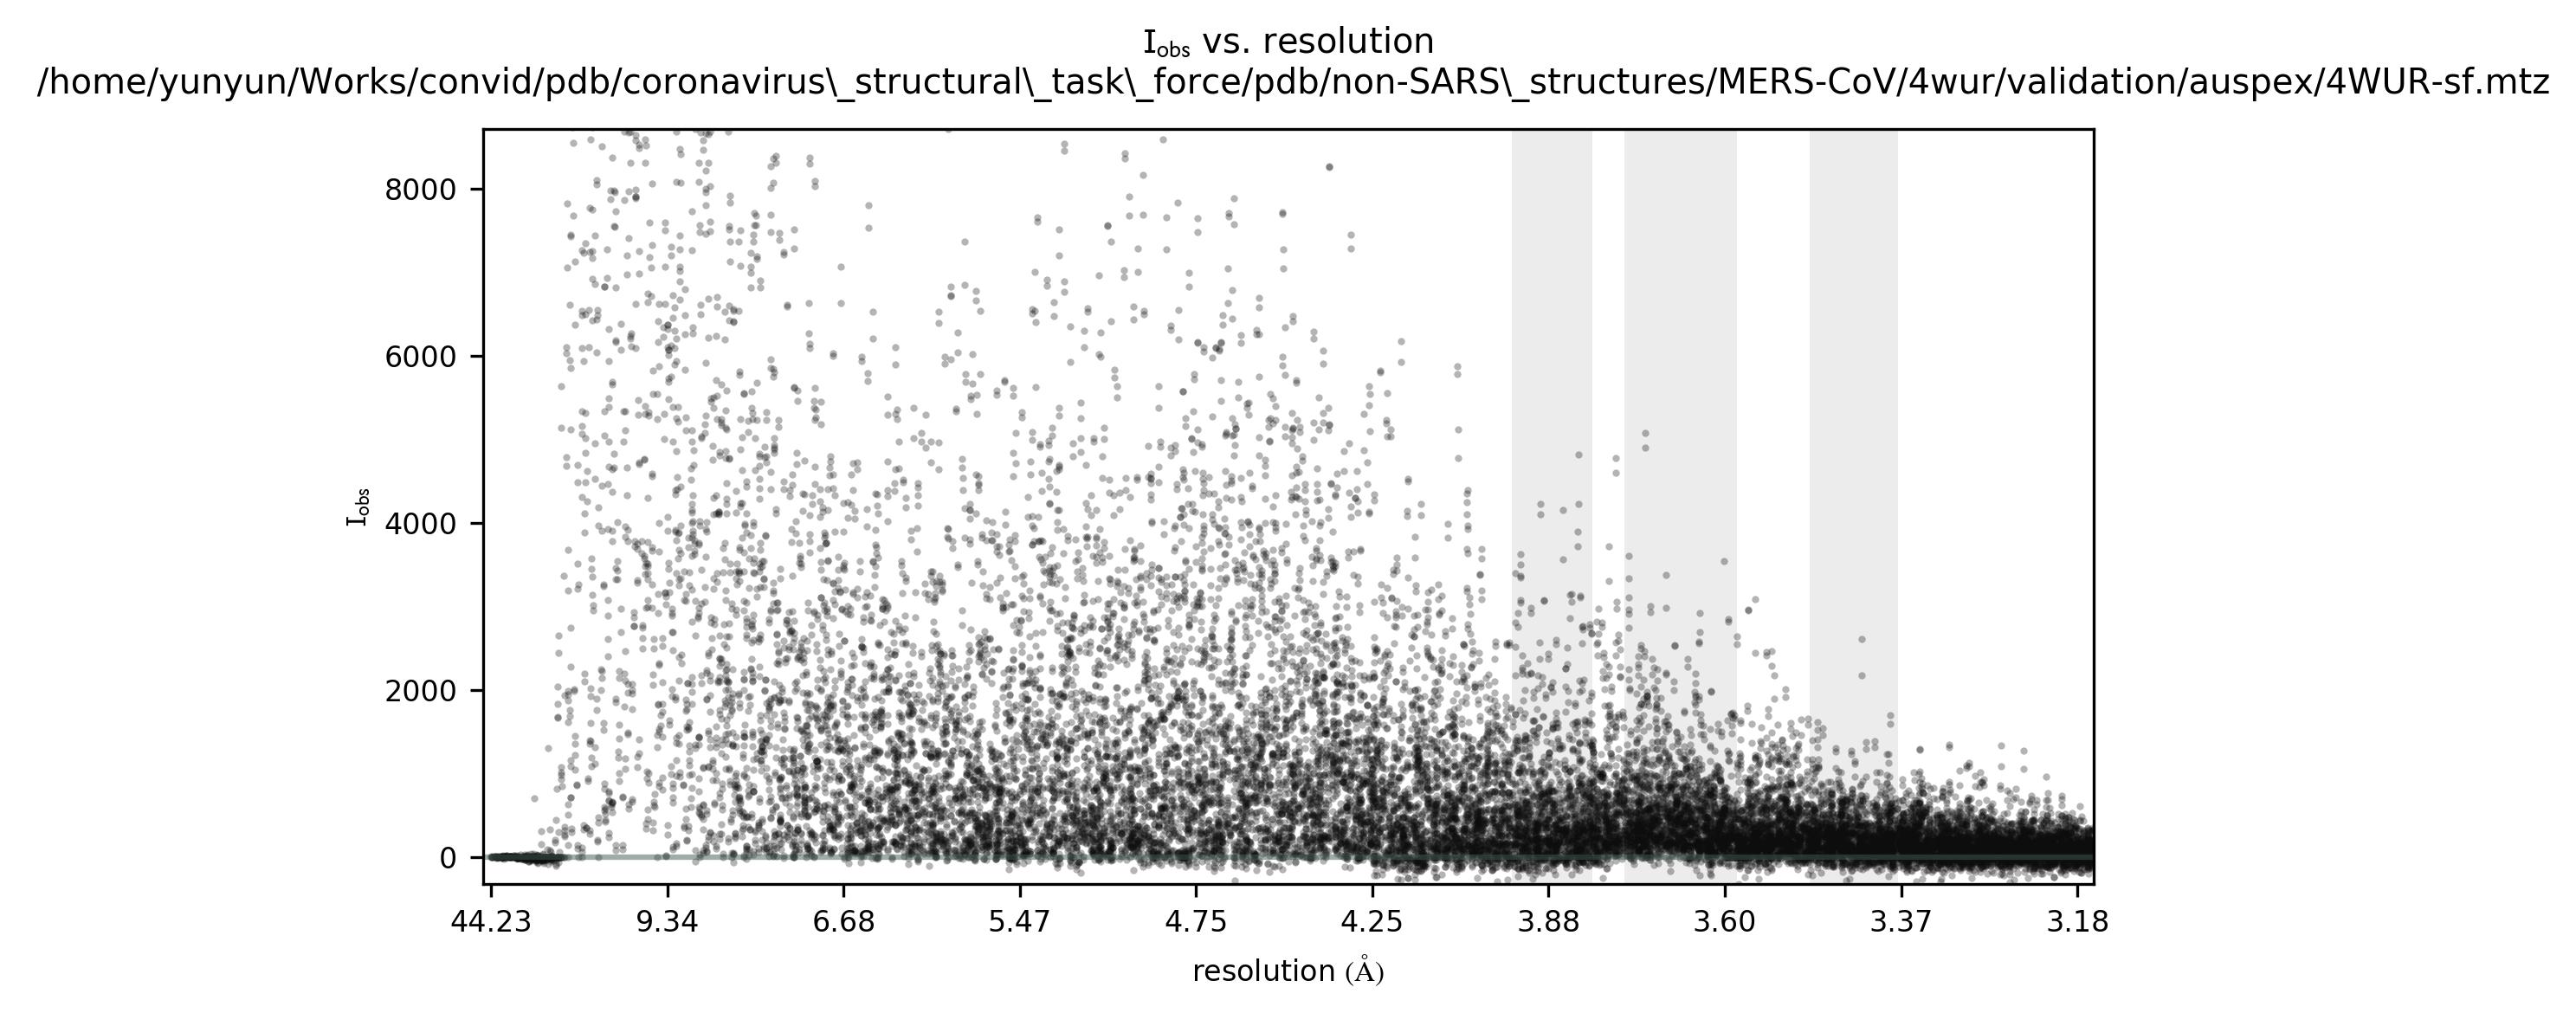 I_obs vs. resolution
/home/yunyun/Works/convid/pdb/coronavirus\_structural\_task\_force/pdb/non-SARS\_structures/MERS-CoV/4wur/validation/auspex/4WUR-sf.mtz
8000
6000
4000
2000
0
I_obs
44.23 9.34 6.68 5.47 4.75 4.25 3.88 3.60 3.37 3.18
resolution (Å)